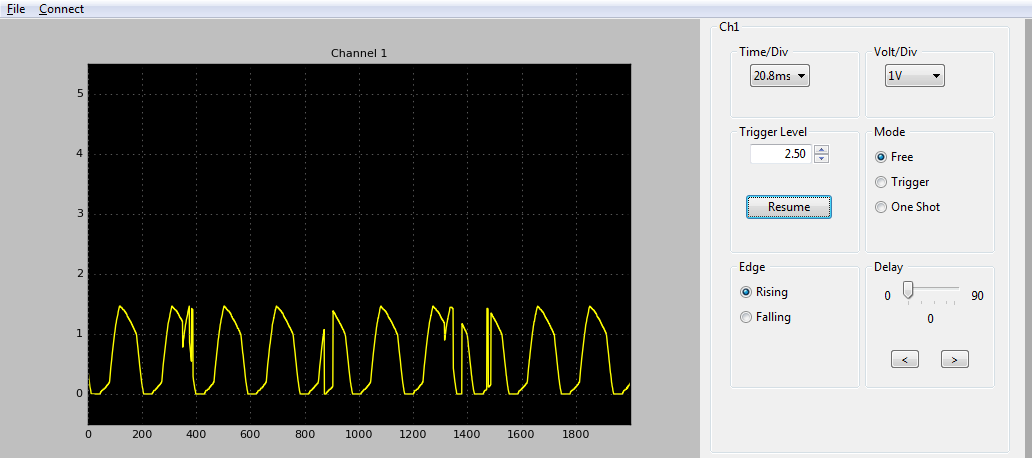 File Connect
Channel 1
5
4
3
2
1
0
0 200 400 600 800 1000 1200 1400 1600 1800
Ch1
Time/Div
20.8ms
Volt/Div
1V
Trigger Level
2.50
Resume
Mode
Free
Trigger
One Shot
Edge
Rising
Falling
Delay
0 90
0
< >